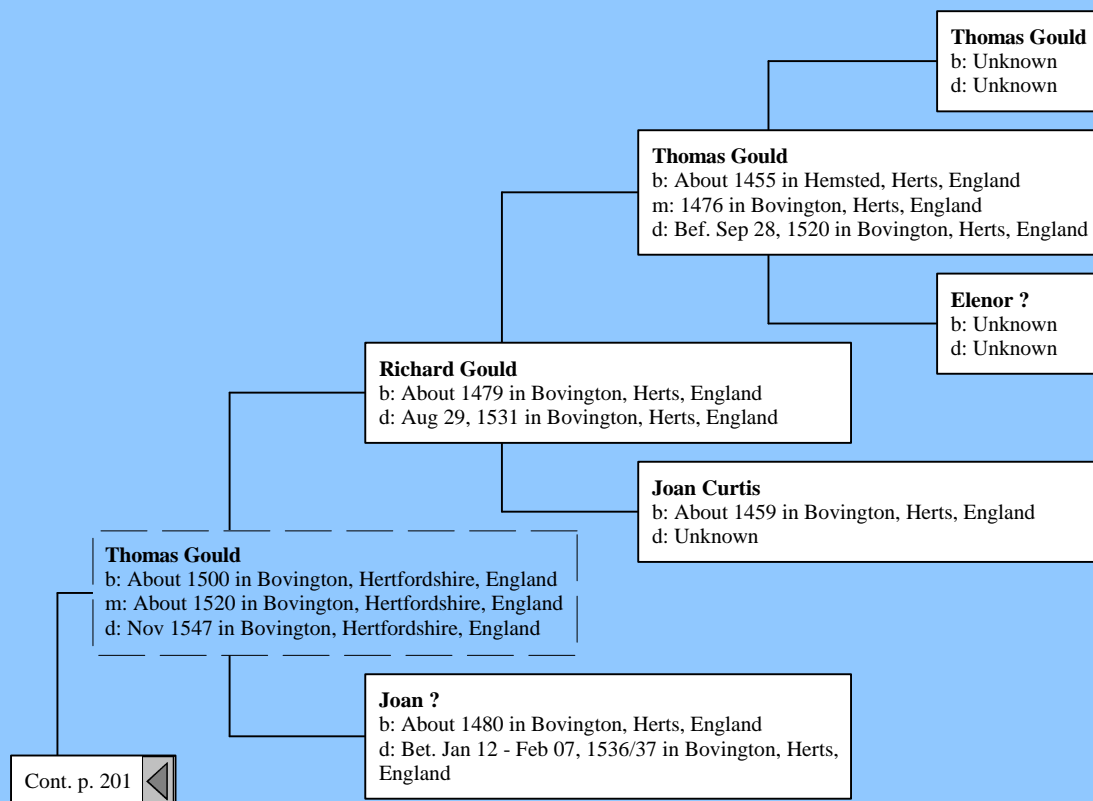 Thomas Gould
b: Unknown
d: Unknown
Thomas Gould
b: About 1455 in Hemsted, Herts, England
m: 1476 in Bovington, Herts, England
d: Bef. Sep 28, 1520 in Bovington, Herts, England
Elenor ?
b: Unknown
d: Unknown
Richard Gould
b: About 1479 in Bovington, Herts, England
d: Aug 29, 1531 in Bovington, Herts, England
Joan Curtis
b: About 1459 in Bovington, Herts, England
d: Unknown
Thomas Gould
b: About 1500 in Bovington, Hertfordshire, England
m: About 1520 in Bovington, Hertfordshire, England
d: Nov 1547 in Bovington, Hertfordshire, England
Joan ?
b: About 1480 in Bovington, Herts, England
d: Bet. Jan 12 - Feb 07, 1536/37 in Bovington, Herts,
England
Cont. p. 201